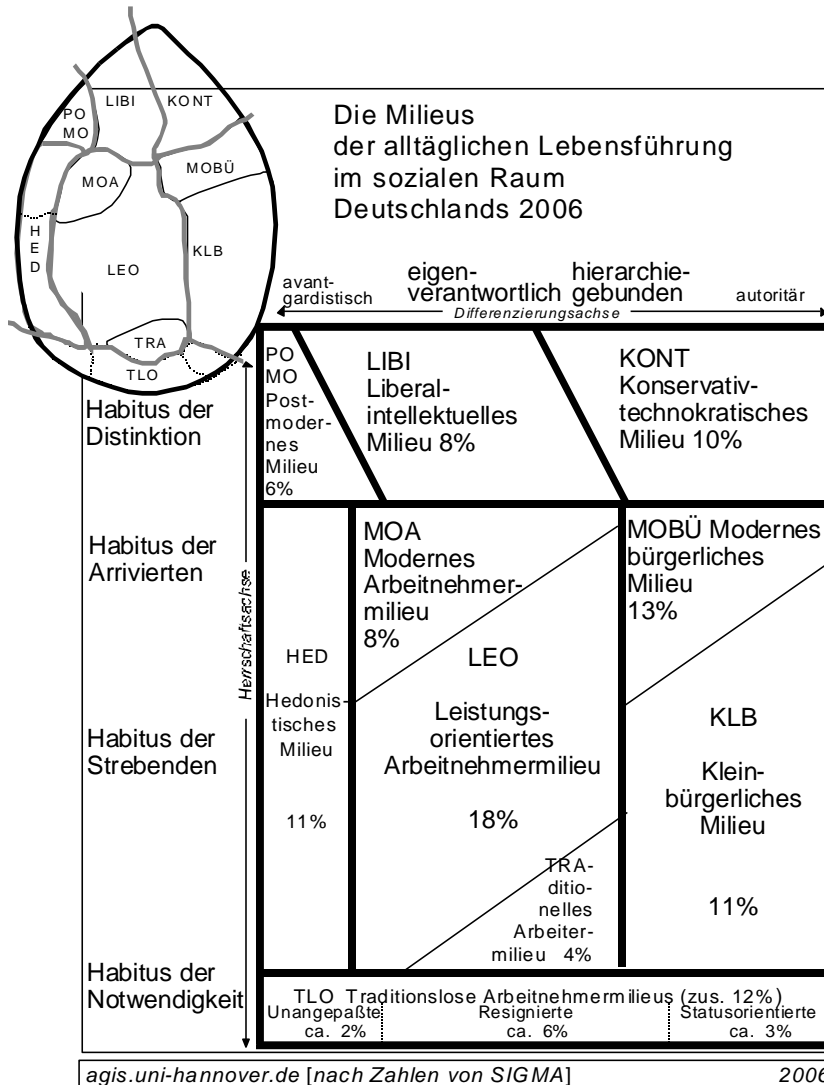 LIBI
KONT
PO
MO
MOA
MOBÜ
H
E
D
KLB
LEO
TRA
TLO
Die Milieus
der alltäglichen Lebensführung
im sozialen Raum
Deutschlands 2006
avant-
gardistisch
eigen-
verantwortlich
hierarchie-
gebunden
autoritär
Differenzierungsachse
Habitus der
Distinktion
PO
MO
Post-
moder-
nes
Milieu
6%
LIBI
Liberal-
intellektuelles
Milieu 8%
KONT
Konservativ-
technokratisches
Milieu 10%
Habitus der
Arrivierten
Herrschaftsachse
MOA
Modernes
Arbeitnehmer-
milieu
8%
MOBÜ Modernes
bürgerliches
Milieu
13%
HED
Hedonis-
tisches
Milieu
11%
LEO
Leistungs-
orientiertes
Arbeitnehmermilieu
18%
Habitus der
Strebenden
KLB
Klein-
bürgerliches
Milieu
11%
TRA-
ditio-
nelles
Arbeiter-
milieu 4%
Habitus der
Notwendigkeit
TLO Traditionslose Arbeitnehmermilieus (zus. 12%)
Unangepaßte
ca. 2%
Resignierte
ca. 6%
Statusorientierte
ca. 3%
agis.uni-hannover.de [nach Zahlen von SIGMA] 2006